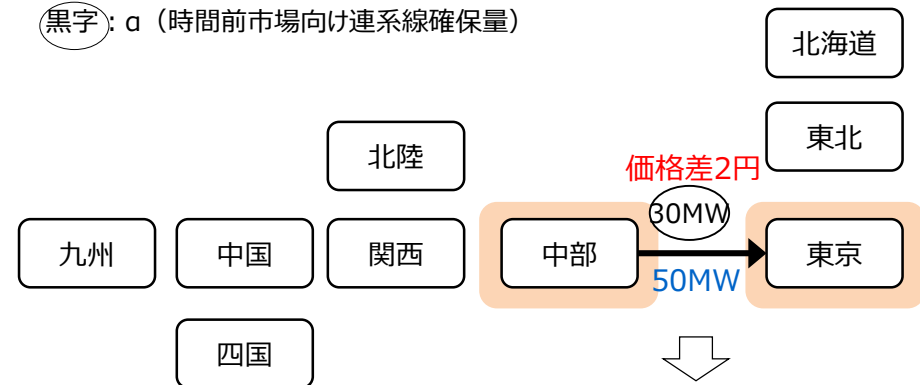 黒字：α（時間前市場向け連系線確保量）
北海道
東北
北陸
価格差2円
30MW
九州
中国
関西
中部
東京
50MW
四国